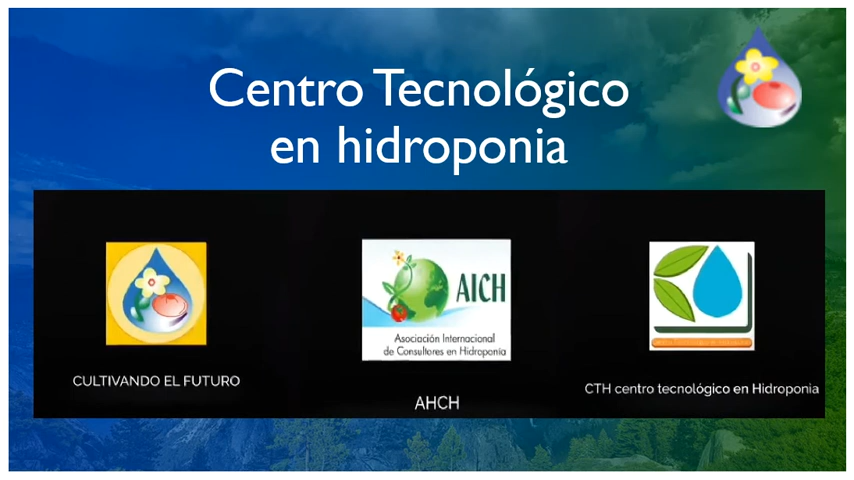 Centro Tecnológico
en hidroponia
AICH
Asociación Internacional
de Consultores en Hidroponia
CULTIVANDO EL FUTURO
AHCH
CTH centro tecnológico en Hidroponia